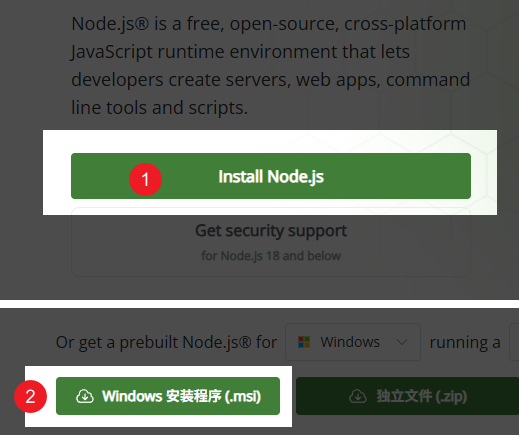 Node.js® is a free, open-source, cross-platform
JavaScript runtime environment that lets
developers create servers, web apps, command
line tools and scripts.
1
Install Node.js
Get security support
for Node.js 18 and below
Or get a prebuilt Node.js® for Windows running a
2
Windows 安装程序 (.msi) 独立文件 (.zip)